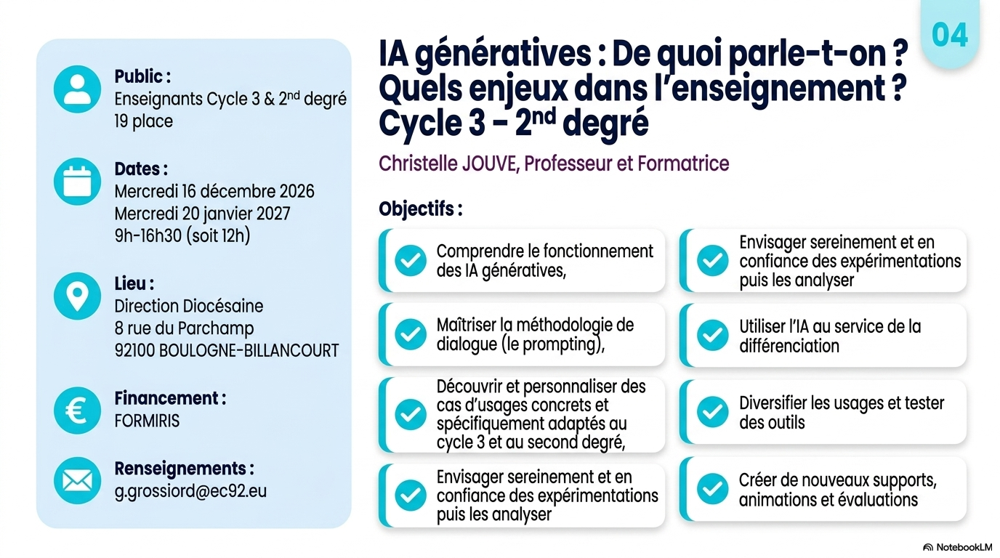 04
IA génératives : De quoi parle-t-on ?
Quels enjeux dans l'enseignement ?
Cycle 3 – 2nd degré
Christelle JOUVE, Professeur et Formatrice
Public :
Enseignants Cycle 3 & 2nd degré
19 place
Dates :
Mercredi 16 décembre 2026
Mercredi 20 janvier 2027
9h-16h30 (soit 12h)
Lieu :
Direction Diocésaine
8 rue du Parchamp
92100 BOULOGNE-BILLANCOURT
Financement :
FORMIRIS
Renseignements :
g.grossiord@ec92.eu
Objectifs :
Comprendre le fonctionnement
des IA génératives,
Maîtriser la méthodologie de
dialogue (le prompting),
Découvrir et personnaliser des
cas d'usages concrets et
spécifiquement adaptés au
cycle 3 et au second degré,
Envisager sereinement et en
confiance des expérimentations
puis les analyser
Envisager sereinement et en
confiance des expérimentations
puis les analyser
Utiliser l'IA au service de la
différenciation
Diversifier les usages et tester
des outils
Créer de nouveaux supports,
animations et évaluations
NotebookLM